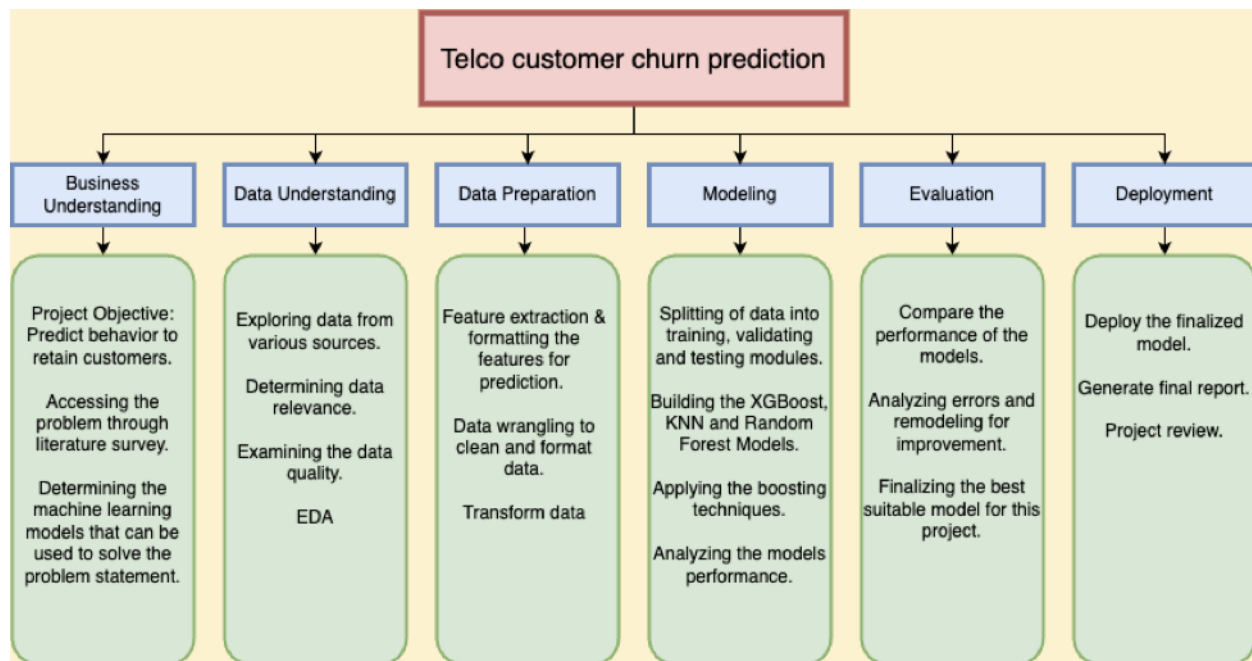 Telco customer churn prediction
Business
Understanding
Data Understanding
Data Preparation
Modeling
Evaluation
Deployment
Project Objective:
Predict behavior to
retain customers.
Accessing the
problem through
literature survey.
Determining the
machine learning
models that can be
used to solve the
problem statement.
Exploring data from
various sources.
Determining data
relevance.
Examining the data
quality.
EDA
Feature extraction &
formatting the
features for
prediction.
Data wrangling to
clean and format
data.
Transform data
Splitting of data into
training, validating
and testing modules.
Building the XGBoost,
KNN and Random
Forest Models.
Applying the boosting
techniques.
Analyzing the models
performance.
Compare the
performance of the
models.
Analyzing errors and
remodeling for
improvement.
Finalizing the best
suitable model for this
project.
Deploy the finalized
model.
Generate final report.
Project review.